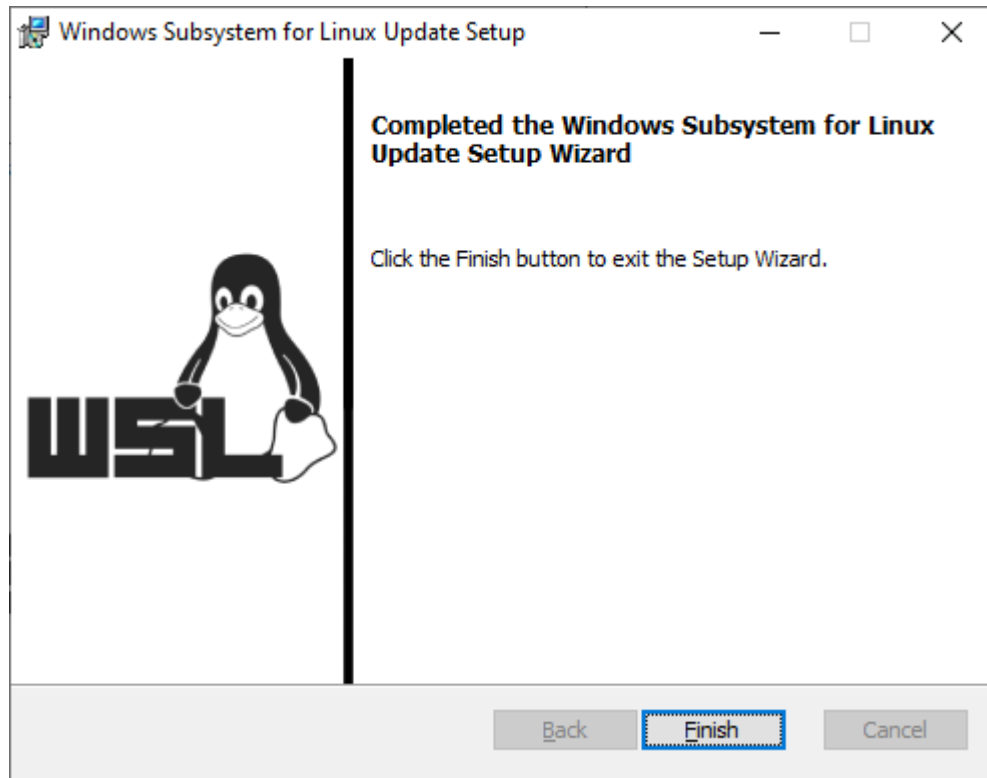 Windows Subsystem for Linux Update Setup
Completed the Windows Subsystem for Linux
Update Setup Wizard
Click the Finish button to exit the Setup Wizard.
WSL
Back
Finish
Cancel